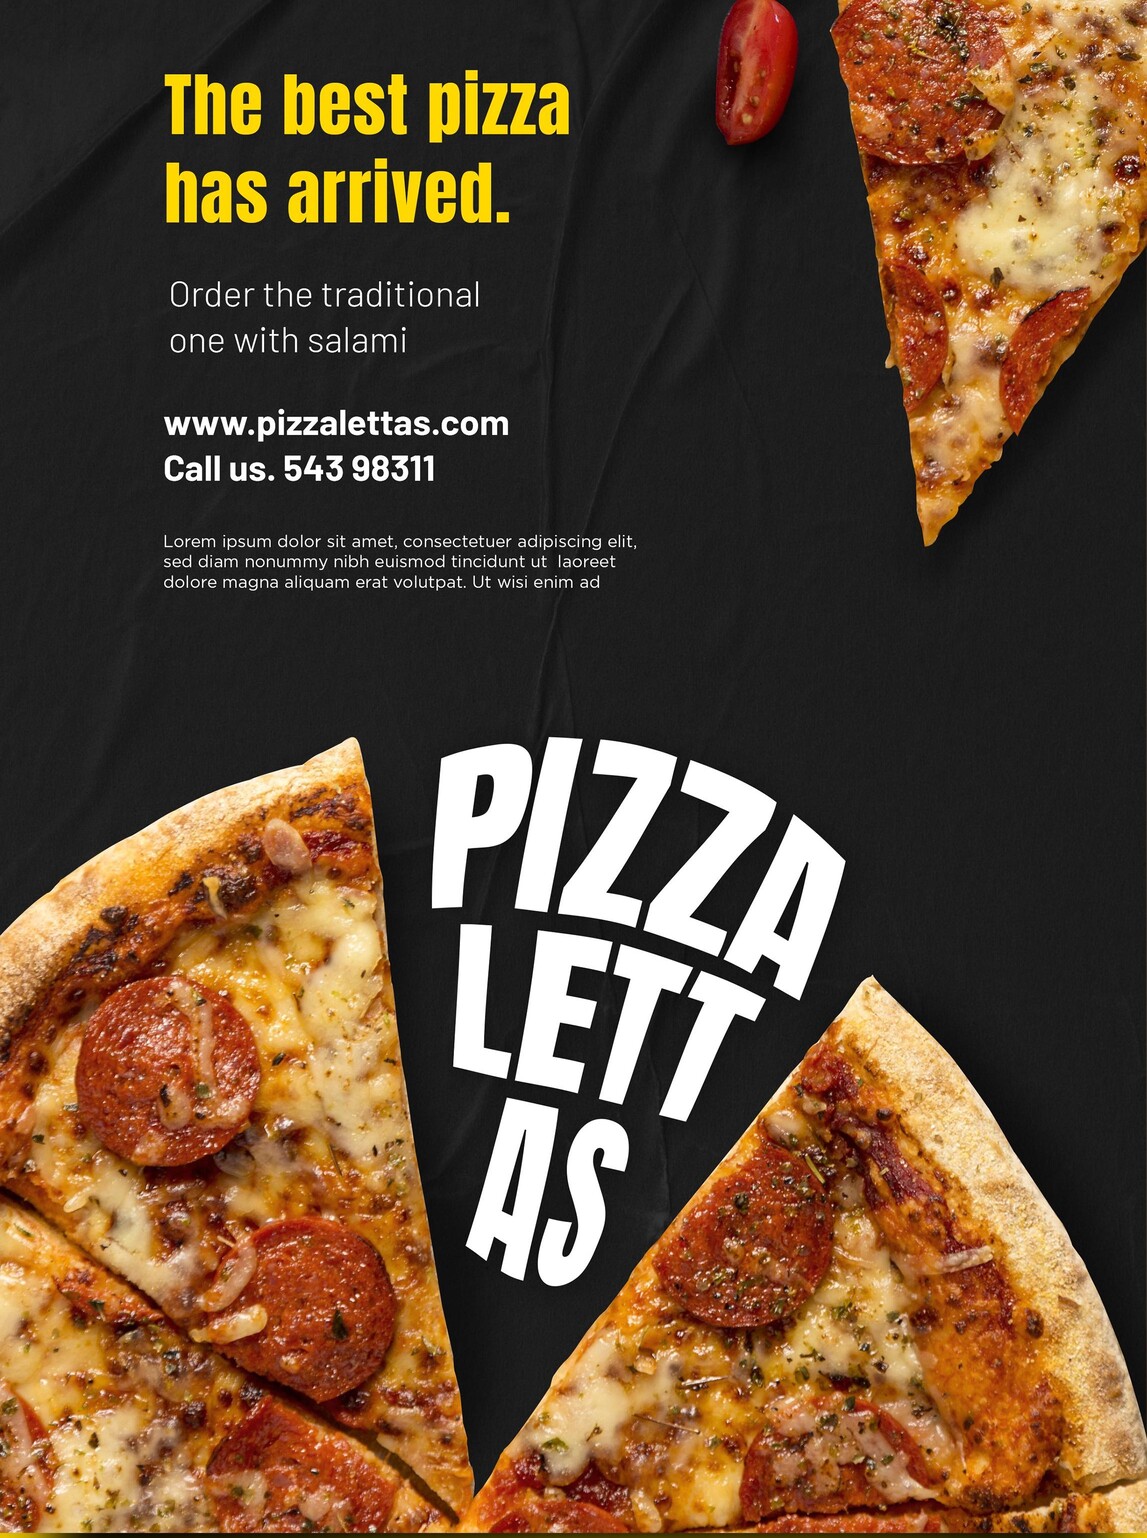 The best pizza
has arrived.
Order the traditional
one with salami
www.pizzalettas.com
Call us. 543 98311
Lorem ipsum dolor sit amet, consectetuer adipiscing elit,
sed diam nonummy nibh euismod tincidunt ut  laoreet
dolore magna aliquam erat volutpat. Ut wisi enim ad
PIZZA
LETT
AS